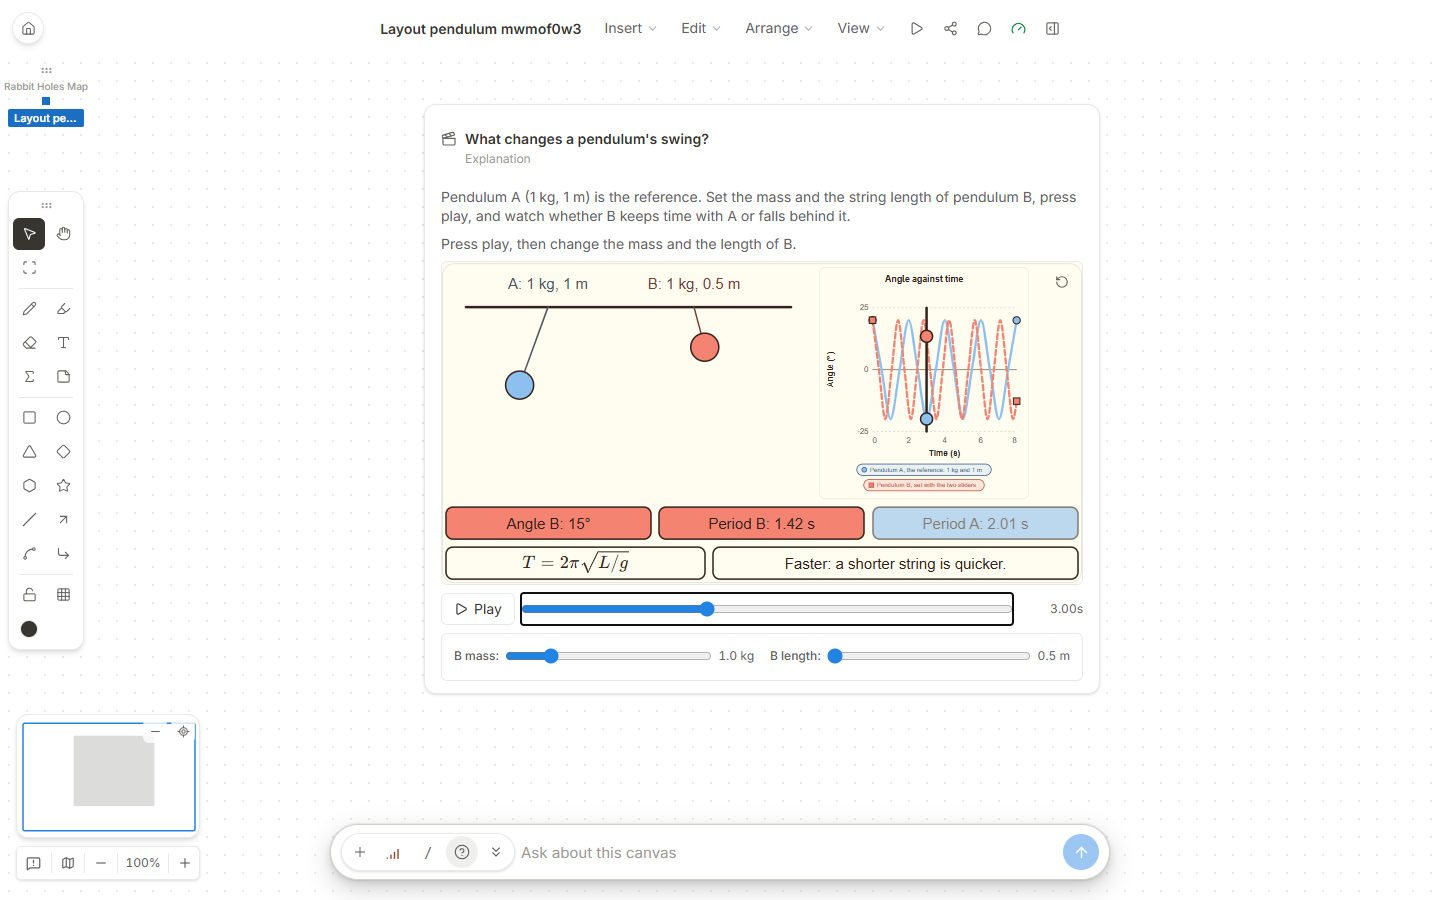 Layout pendulum mwmof0w3
Insert
Edit
Arrange
View
Rabbit Holes Map
Layout pe...
What changes a pendulum's swing?
Explanation
Pendulum A (1 kg, 1 m) is the reference. Set the mass and the string length of pendulum B, press
play, and watch whether B keeps time with A or falls behind it.
Press play, then change the mass and the length of B.
A: 1 kg, 1 m
B: 1 kg, 0.5 m
Angle against time
25
0
-25
Angle (°)
0 2 4 6 8
Time (s)
Pendulum A, the reference: 1 kg and 1 m
Pendulum B, set with the two sliders
Angle B: 15°
Period B: 1.42 s
Period A: 2.01 s
T = 2π√L/g
Faster: a shorter string is quicker.
Play
3.00s
B mass:
1.0 kg
B length:
0.5 m
100%
/
Ask about this canvas